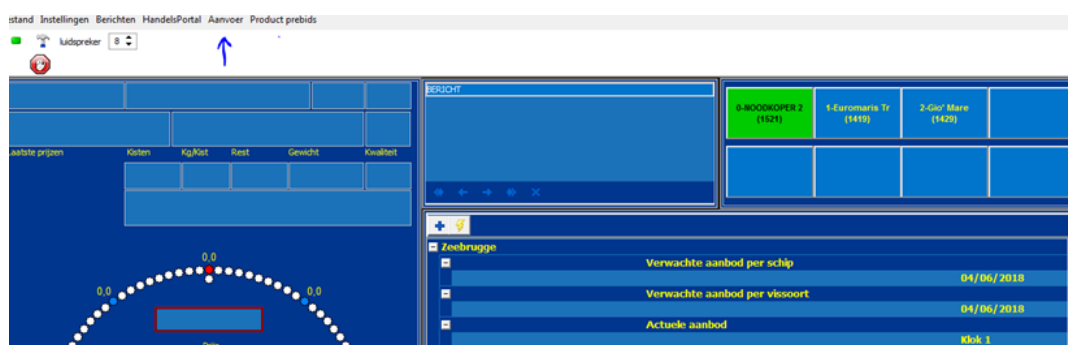 estand Instellingen Berichten HandelsPortal Aanvoer Product prebids
luidspreker 8
BERICHT
0-NOODKOPER 2 (1521)
1-Euromaris Tr (1419)
2-Gio' Mare (1429)
Laatste prijzen Kisten Kg/Kist Rest Gewicht Kwaliteit
Zeebrugge
Verwachte aanbod per schip
04/06/2018
Verwachte aanbod per vissoort
04/06/2018
Actuele aanbod
Klok 1
0,0
0,0 0,0